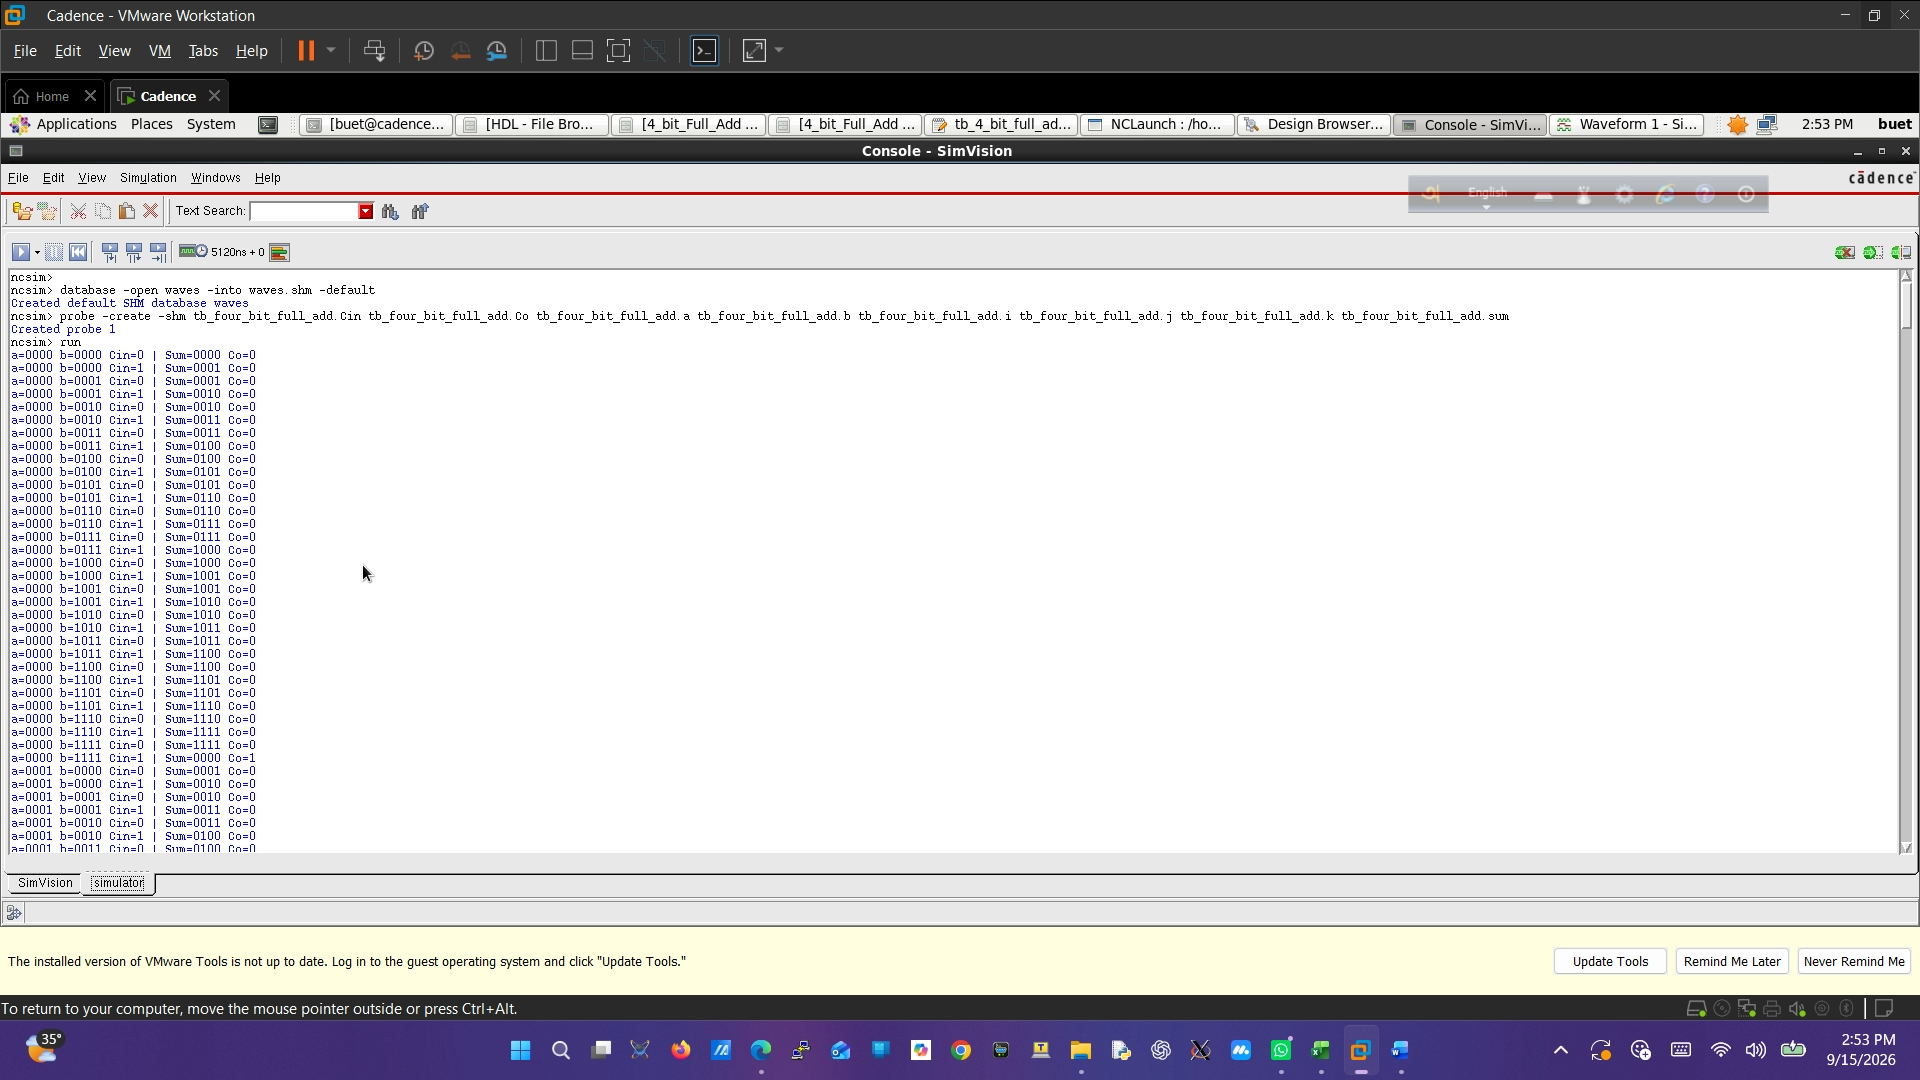 Cadence - VMware Workstation
File Edit View VM Tabs Help
Home Cadence
Applications Places System [buet@cadence... [HDL - File Bro... [4_bit_Full_Add ... [4_bit_Full_Add ... tb_4_bit_full_ad... NCLaunch : /ho... Design Browser... Console - SimVi... Waveform 1 - Si... 2:53 PM buet
Console - SimVision
File Edit View Simulation Windows Help cādence
English
Text Search:
5120ns + 0
ncsim>
ncsim> database -open waves -into waves.shm -default
Created default SHM database waves
ncsim> probe -create -shm tb_four_bit_full_add.Cin tb_four_bit_full_add.Co tb_four_bit_full_add.a tb_four_bit_full_add.b tb_four_bit_full_add.i tb_four_bit_full_add.j tb_four_bit_full_add.k tb_four_bit_full_add.sum
Created probe 1
ncsim> run
a=0000 b=0000 Cin=0 | Sum=0000 Co=0
a=0000 b=0000 Cin=1 | Sum=0001 Co=0
a=0000 b=0001 Cin=0 | Sum=0001 Co=0
a=0000 b=0001 Cin=1 | Sum=0010 Co=0
a=0000 b=0010 Cin=0 | Sum=0010 Co=0
a=0000 b=0010 Cin=1 | Sum=0011 Co=0
a=0000 b=0011 Cin=0 | Sum=0011 Co=0
a=0000 b=0011 Cin=1 | Sum=0100 Co=0
a=0000 b=0100 Cin=0 | Sum=0100 Co=0
a=0000 b=0100 Cin=1 | Sum=0101 Co=0
a=0000 b=0101 Cin=0 | Sum=0101 Co=0
a=0000 b=0101 Cin=1 | Sum=0110 Co=0
a=0000 b=0110 Cin=0 | Sum=0110 Co=0
a=0000 b=0110 Cin=1 | Sum=0111 Co=0
a=0000 b=0111 Cin=0 | Sum=0111 Co=0
a=0000 b=0111 Cin=1 | Sum=1000 Co=0
a=0000 b=1000 Cin=0 | Sum=1000 Co=0
a=0000 b=1000 Cin=1 | Sum=1001 Co=0
a=0000 b=1001 Cin=0 | Sum=1001 Co=0
a=0000 b=1001 Cin=1 | Sum=1010 Co=0
a=0000 b=1010 Cin=0 | Sum=1010 Co=0
a=0000 b=1010 Cin=1 | Sum=1011 Co=0
a=0000 b=1011 Cin=0 | Sum=1011 Co=0
a=0000 b=1011 Cin=1 | Sum=1100 Co=0
a=0000 b=1100 Cin=0 | Sum=1100 Co=0
a=0000 b=1100 Cin=1 | Sum=1101 Co=0
a=0000 b=1101 Cin=0 | Sum=1101 Co=0
a=0000 b=1101 Cin=1 | Sum=1110 Co=0
a=0000 b=1110 Cin=0 | Sum=1110 Co=0
a=0000 b=1110 Cin=1 | Sum=1111 Co=0
a=0000 b=1111 Cin=0 | Sum=1111 Co=0
a=0000 b=1111 Cin=1 | Sum=0000 Co=1
a=0001 b=0000 Cin=0 | Sum=0001 Co=0
a=0001 b=0000 Cin=1 | Sum=0010 Co=0
a=0001 b=0001 Cin=0 | Sum=0010 Co=0
a=0001 b=0001 Cin=1 | Sum=0011 Co=0
a=0001 b=0010 Cin=0 | Sum=0011 Co=0
a=0001 b=0010 Cin=1 | Sum=0100 Co=0
a=0001 b=0011 Cin=0 | Sum=0100 Co=0
SimVision simulator
The installed version of VMware Tools is not up to date. Log in to the guest operating system and click "Update Tools." Update Tools Remind Me Later Never Remind Me
To return to your computer, move the mouse pointer outside or press Ctrl+Alt.
35°
2:53 PM
9/15/2026